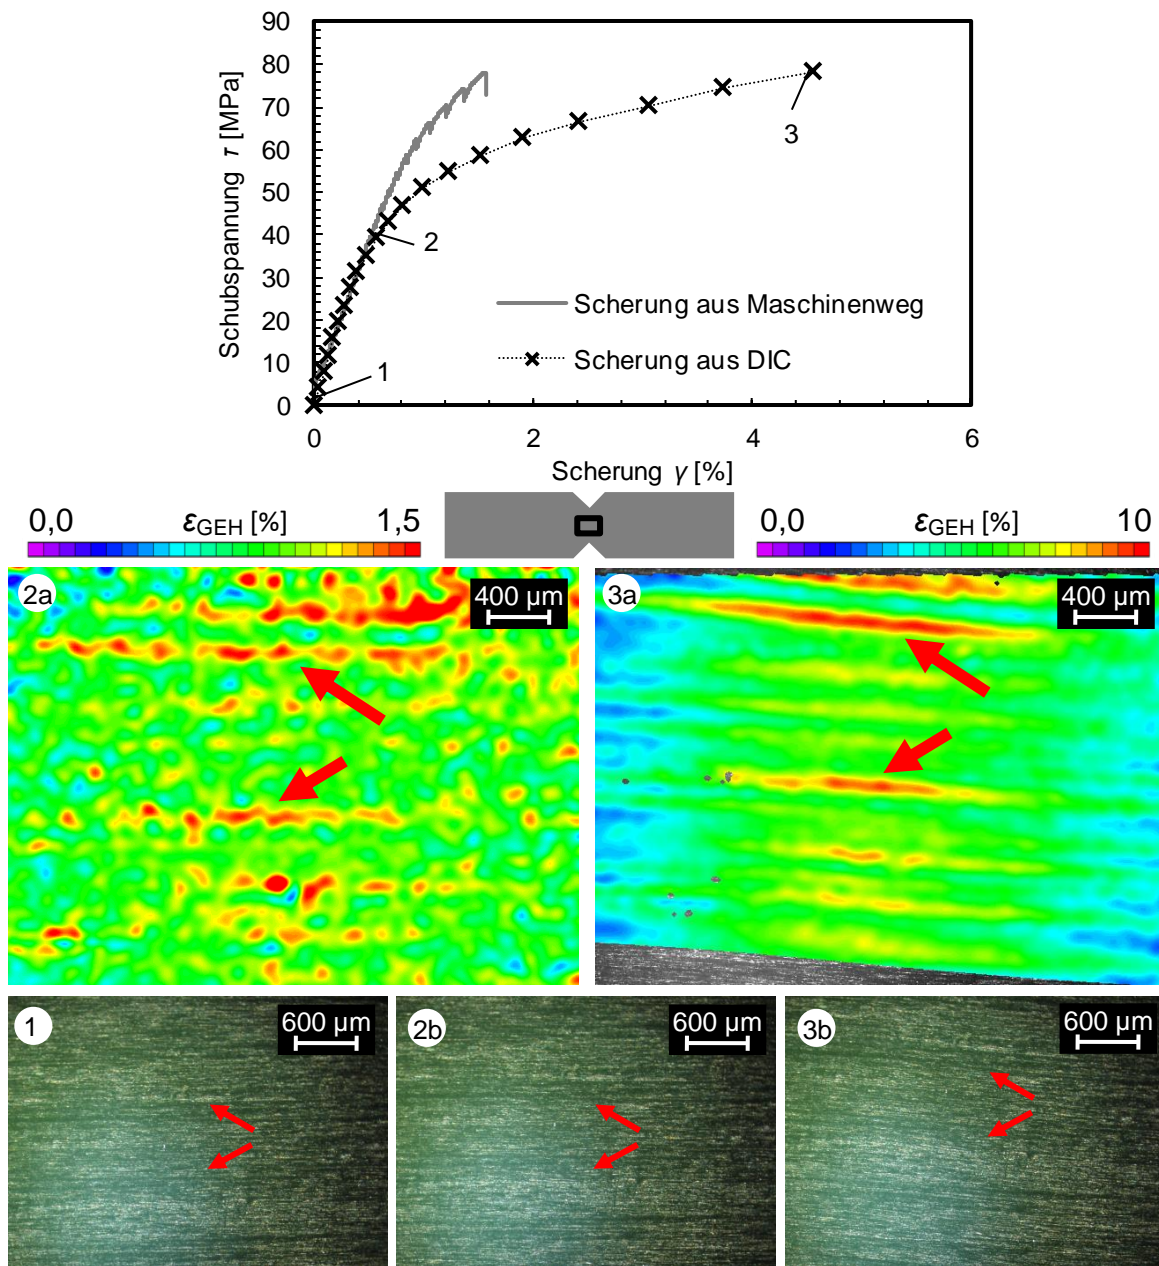 90
80
70
60
50
40
30
20
10
0
Schubspannung τ [MPa]
3
2
1
Scherung aus Maschinenweg
Scherung aus DIC
0 2 4 6
Scherung γ [%]
0,0 εGEH [%] 1,5
0,0 εGEH [%] 10
2a
400 µm
3a
400 µm
1
600 µm
2b
600 µm
3b
600 µm